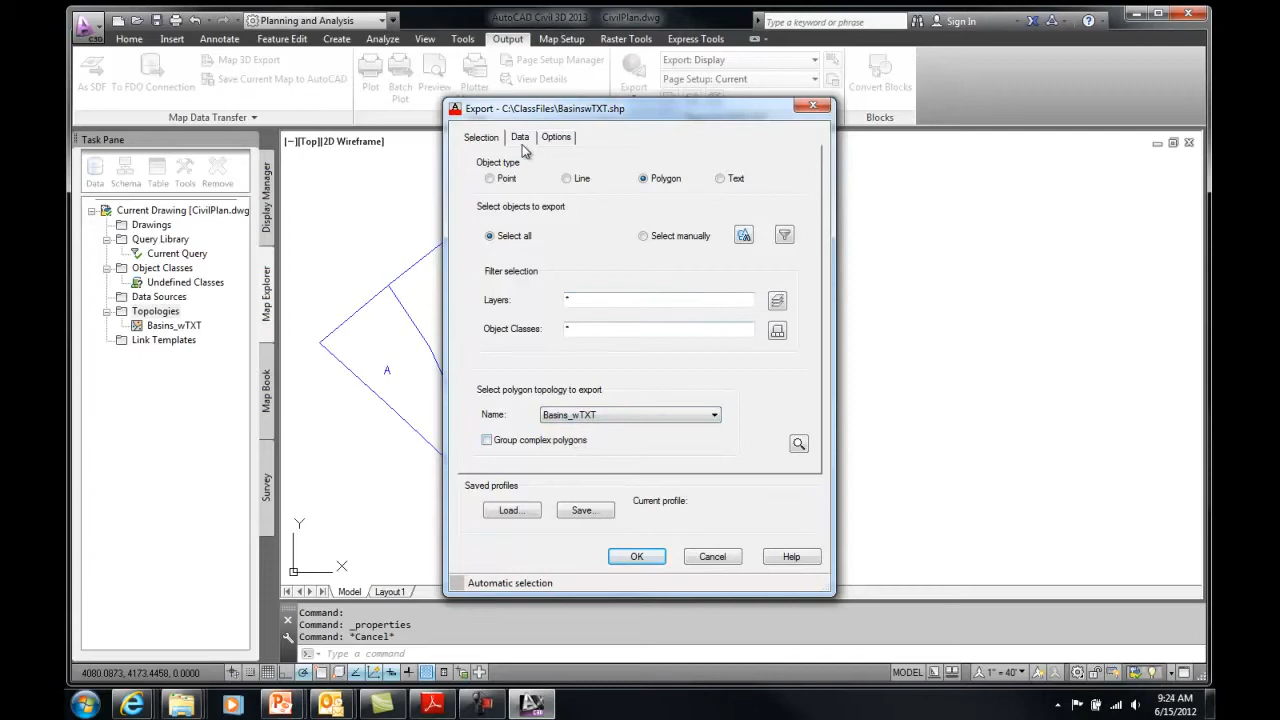 C3D
Planning and Analysis
AutoCAD Civil 3D 2013 CivilPlan.dwg
Type a keyword or phrase
Sign In
Home Insert Annotate Feature Edit Create Analyze View Tools Output Map Setup Raster Tools Express Tools
Map 3D Export
Save Current Map to AutoCAD
As SDF To FDO Connection
Map Data Transfer
Plot Batch Plot Preview
Page Setup Manager
View Details
Export: Display
Page Setup: Current
Convert Blocks
Blocks
Task Pane
Data Schema Table Tools Remove
Current Drawing [CivilPlan.dwg
Drawings
Query Library
Current Query
Object Classes
Undefined Classes
Data Sources
Topologies
Basins_wTXT
Link Templates
Display Manager
Map Explorer
Map Book
Survey
[−][Top][2D Wireframe]
A
Y
X
Export - C:\ClassFiles\BasinswTXT.shp
Selection Data Options
Object type
Point Line Polygon Text
Select objects to export
Select all Select manually
Filter selection
Layers: *
Object Classes: *
Select polygon topology to export
Name: Basins_wTXT
Group complex polygons
Saved profiles
Load... Save... Current profile:
OK Cancel Help
Automatic selection
Model Layout1
Command:
Command: _properties
Command: *Cancel*
Type a command
4080.0873, 4173.4458, 0.0000
MODEL
1" = 40'
9:24 AM
6/15/2012